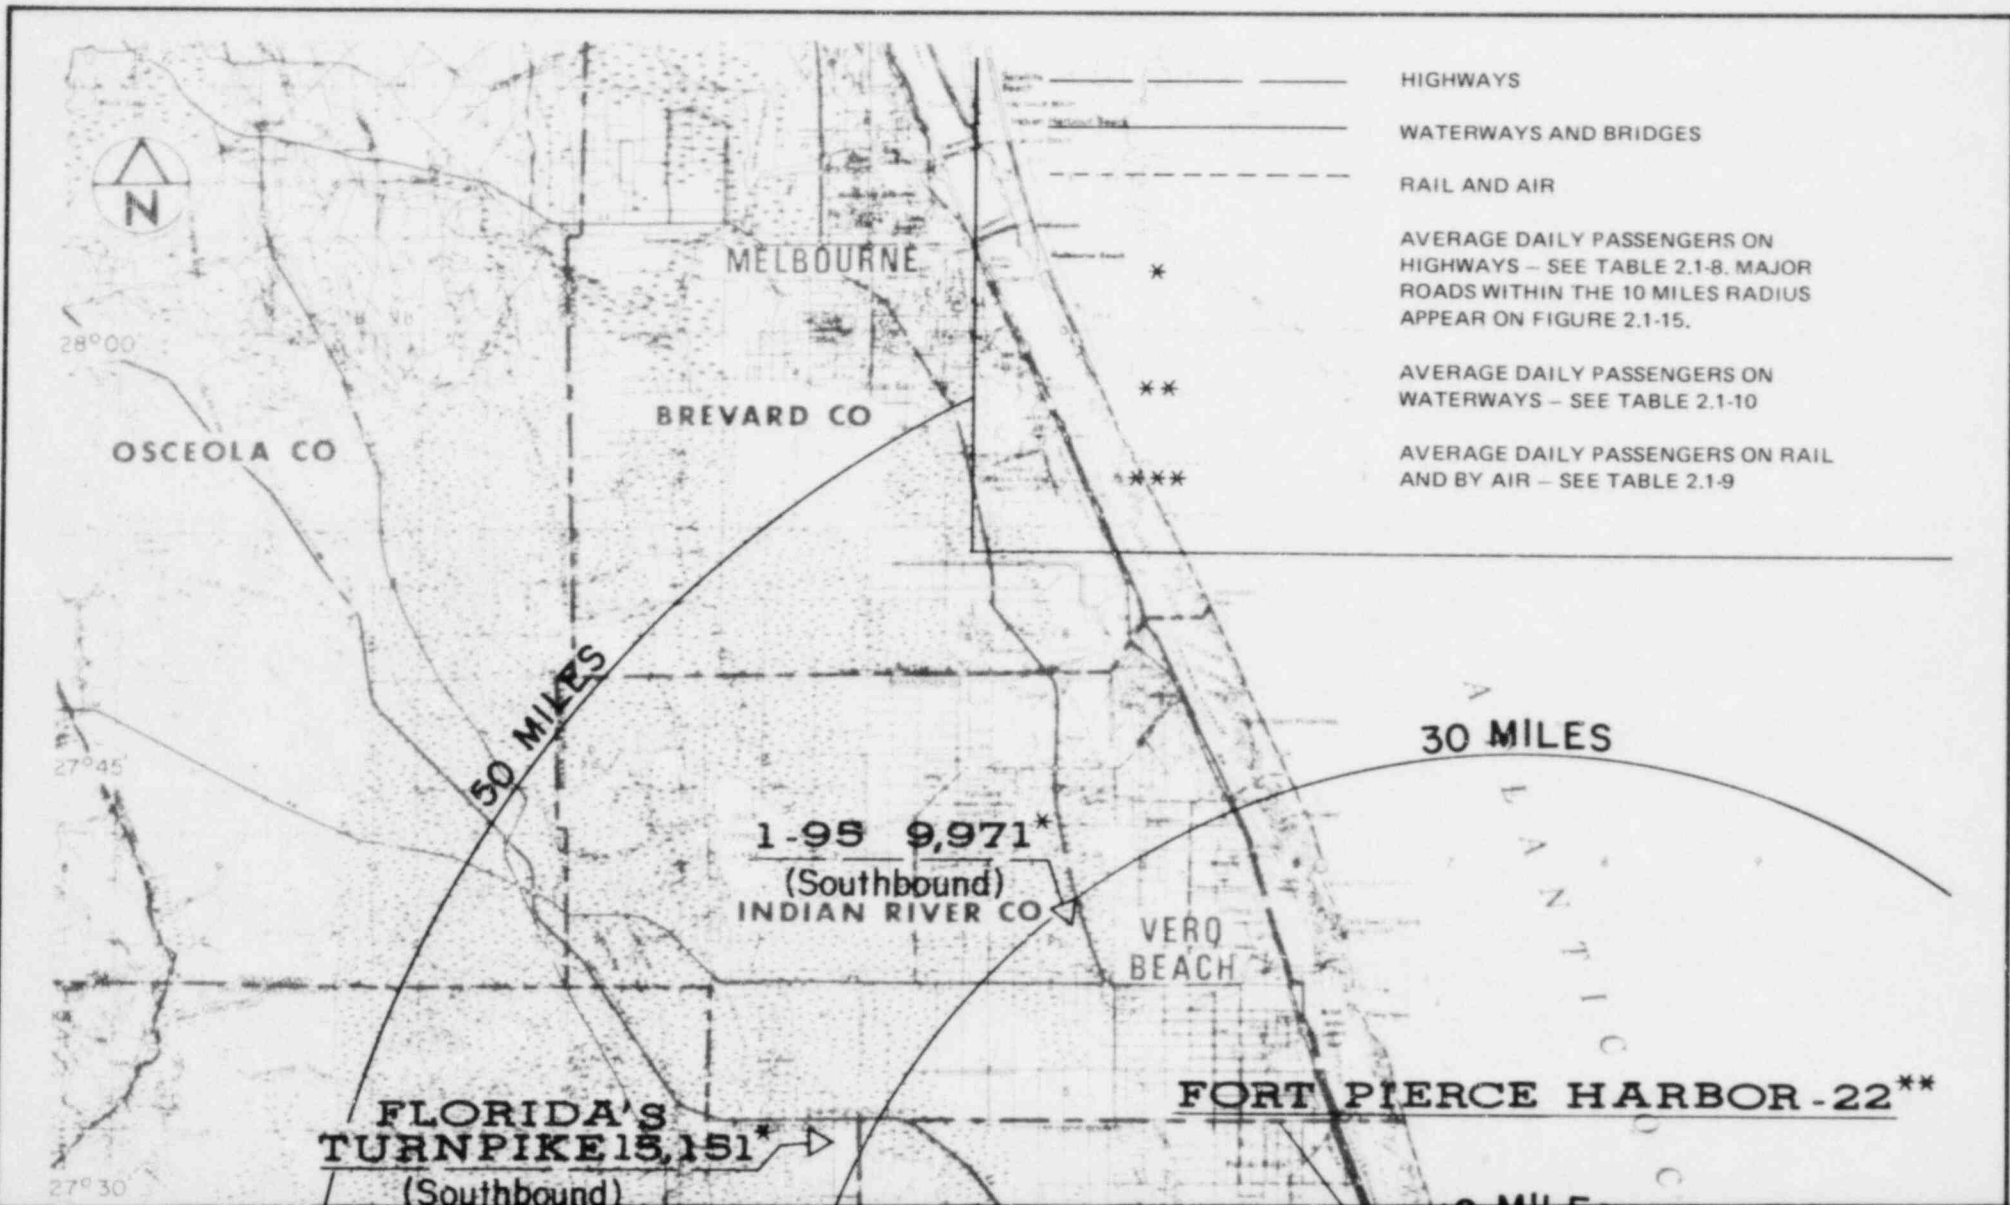 HIGHWAYS
WATERWAYS AND BRIDGES
RAIL AND AIR
*
AVERAGE DAILY PASSENGERS ON
HIGHWAYS – SEE TABLE 2.1-8. MAJOR
ROADS WITHIN THE 10 MILES RADIUS
APPEAR ON FIGURE 2.1-15.
**
AVERAGE DAILY PASSENGERS ON
WATERWAYS – SEE TABLE 2.1-10
***
AVERAGE DAILY PASSENGERS ON RAIL
AND BY AIR – SEE TABLE 2.1-9
N
MELBOURNE
28°00'
BREVARD CO
OSCEOLA CO
50 MILES
30 MILES
27°45'
1-95 9,971*
(Southbound)
INDIAN RIVER CO
VERO
BEACH
A L A N T I C
O C
FORT PIERCE HARBOR-22**
FLORIDA'S
TURNPIKE 15,151*
(Southbound)
27°30'
MILE